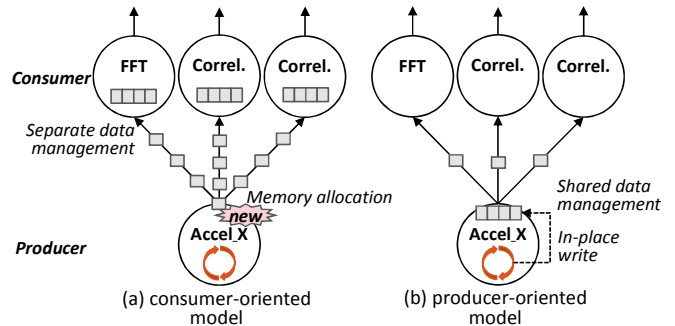 Consumer
FFT
Correl.
Correl.
Separate data
management
Memory allocation
new
Accel_X
Producer
(a) consumer-oriented
model
FFT
Correl.
Correl.
Shared data
management
Accel_X
In-place
write
(b) producer-oriented
model